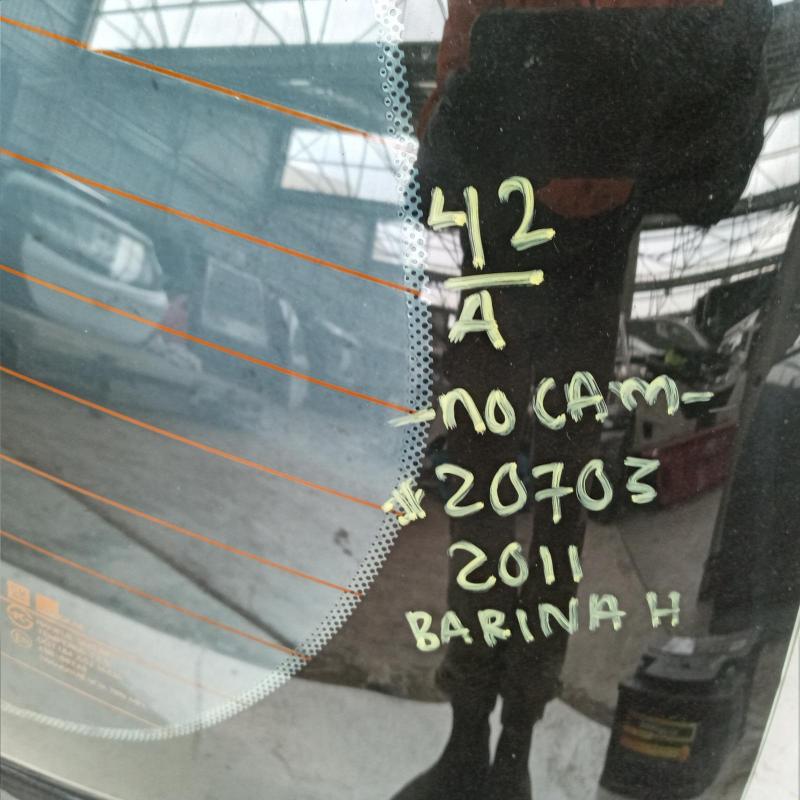 42
A
-NO CAM-
*20703
2011
BARINA H